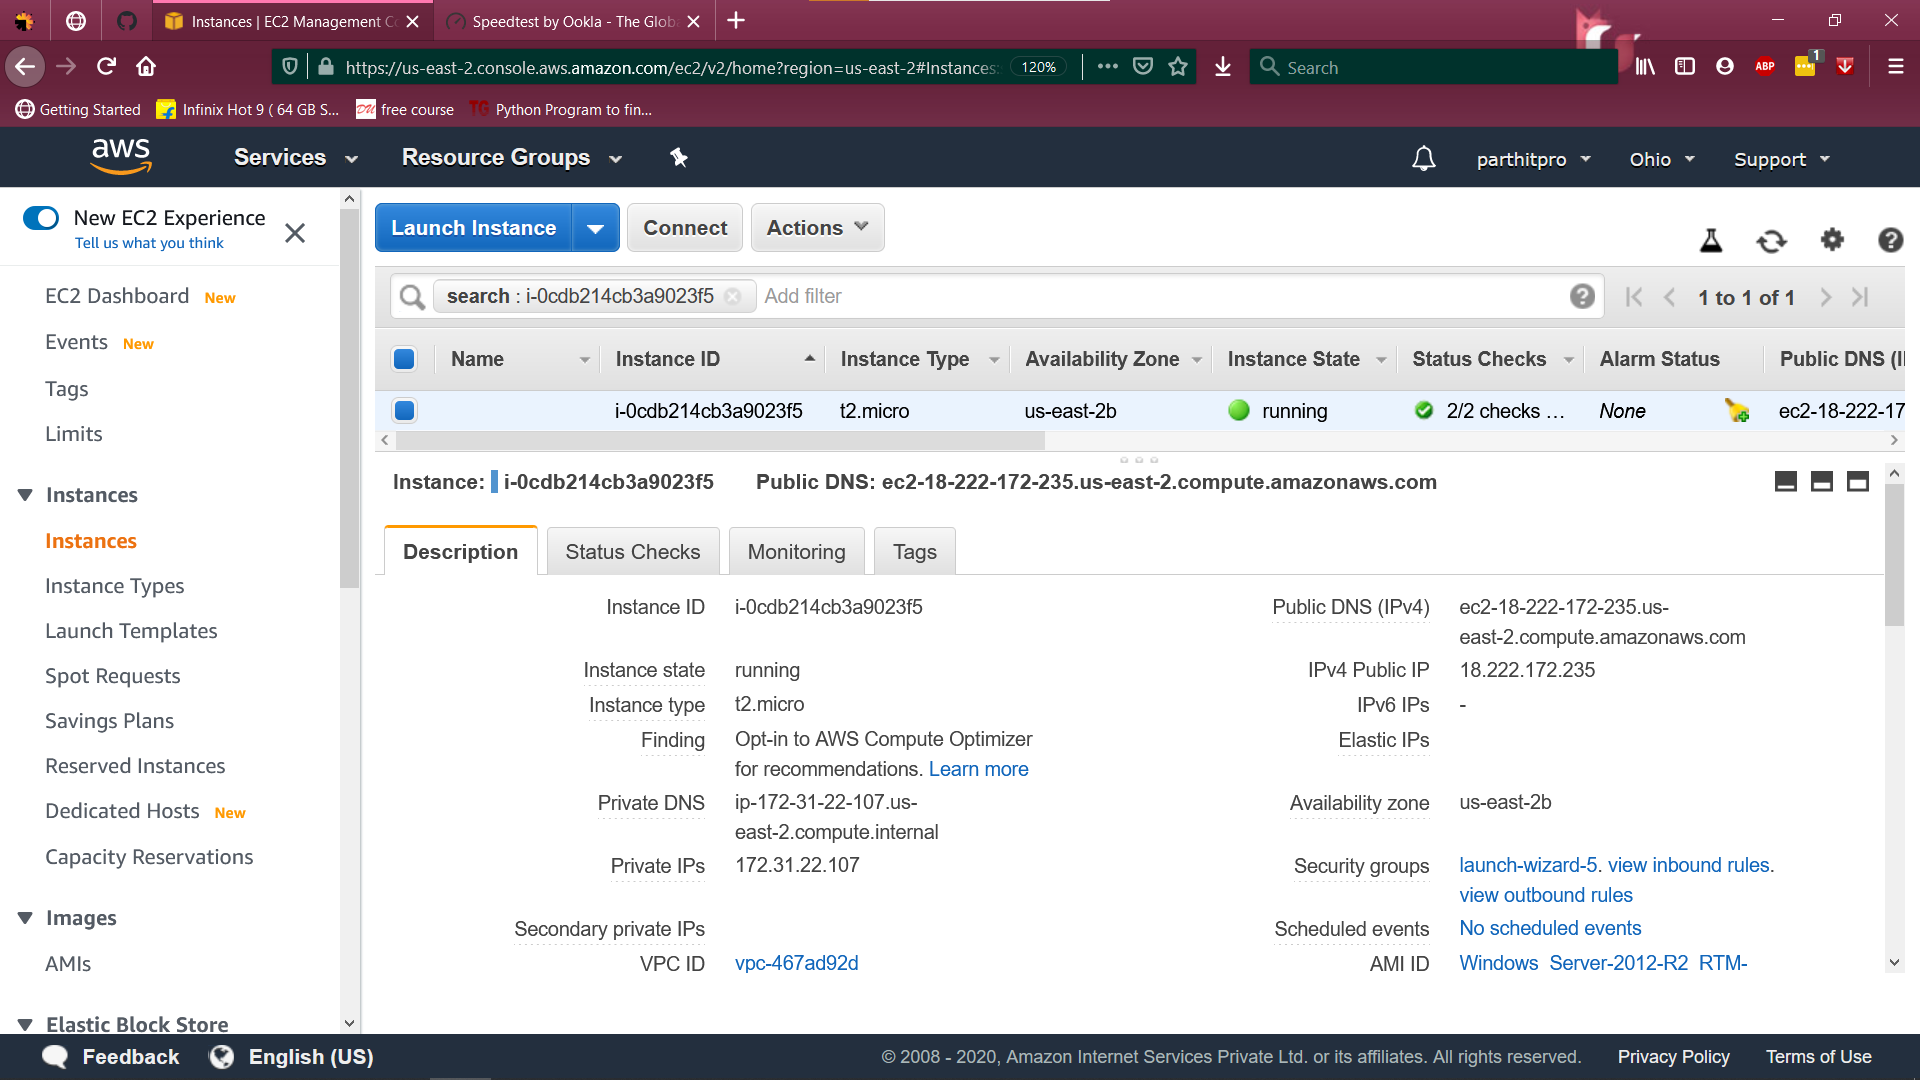 Instances | EC2 Management Co
Speedtest by Ookla - The Globa
https://us-east-2.console.aws.amazon.com/ec2/v2/home?region=us-east-2#Instances:
120%
Search
ABP
1
Getting Started
Infinix Hot 9 ( 64 GB S...
DU free course
TG Python Program to fin...
aws
Services
Resource Groups
parthitpro
Ohio
Support
New EC2 Experience
Tell us what you think
EC2 Dashboard New
Events New
Tags
Limits
Instances
Instances
Instance Types
Launch Templates
Spot Requests
Savings Plans
Reserved Instances
Dedicated Hosts New
Capacity Reservations
Images
AMIs
Elastic Block Store
Launch Instance
Connect
Actions
search : i-0cdb214cb3a9023f5
Add filter
1 to 1 of 1
Name
Instance ID
Instance Type
Availability Zone
Instance State
Status Checks
Alarm Status
Public DNS (I
i-0cdb214cb3a9023f5
t2.micro
us-east-2b
running
2/2 checks ...
None
ec2-18-222-17
Instance: i-0cdb214cb3a9023f5
Public DNS: ec2-18-222-172-235.us-east-2.compute.amazonaws.com
Description
Status Checks
Monitoring
Tags
Instance ID i-0cdb214cb3a9023f5
Instance state running
Instance type t2.micro
Finding Opt-in to AWS Compute Optimizer
for recommendations. Learn more
Private DNS ip-172-31-22-107.us-
east-2.compute.internal
Private IPs 172.31.22.107
Secondary private IPs
VPC ID vpc-467ad92d
Public DNS (IPv4) ec2-18-222-172-235.us-
east-2.compute.amazonaws.com
IPv4 Public IP 18.222.172.235
IPv6 IPs -
Elastic IPs
Availability zone us-east-2b
Security groups launch-wizard-5. view inbound rules.
view outbound rules
Scheduled events No scheduled events
AMI ID Windows_Server-2012-R2_RTM-
Feedback
English (US)
© 2008 - 2020, Amazon Internet Services Private Ltd. or its affiliates. All rights reserved.
Privacy Policy
Terms of Use